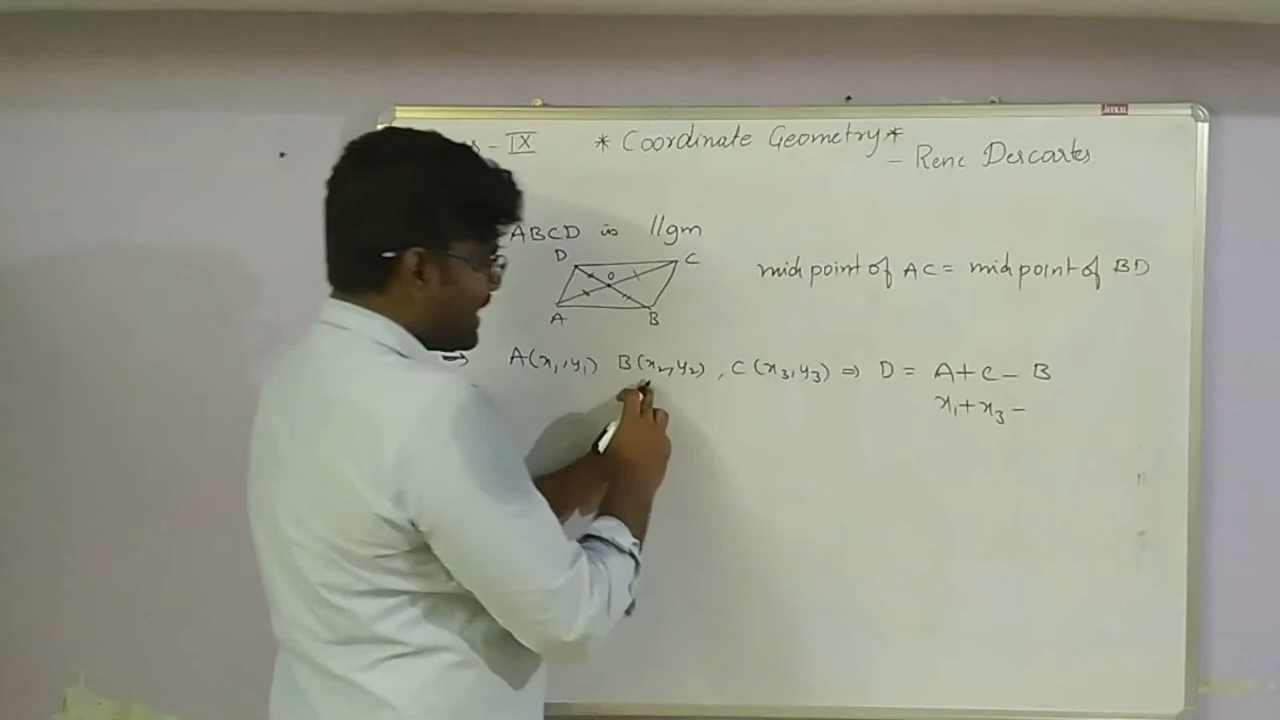 IX * Coordinate Geometry *
- Rene Descartes
ABCD is ||gm
D C
O
A B
mid point of AC = mid point of BD
⇒ A(x₁,y₁) B(x₂,y₂), C(x₃,y₃) ⇒ D = A+C- B
x₁+x₃ -